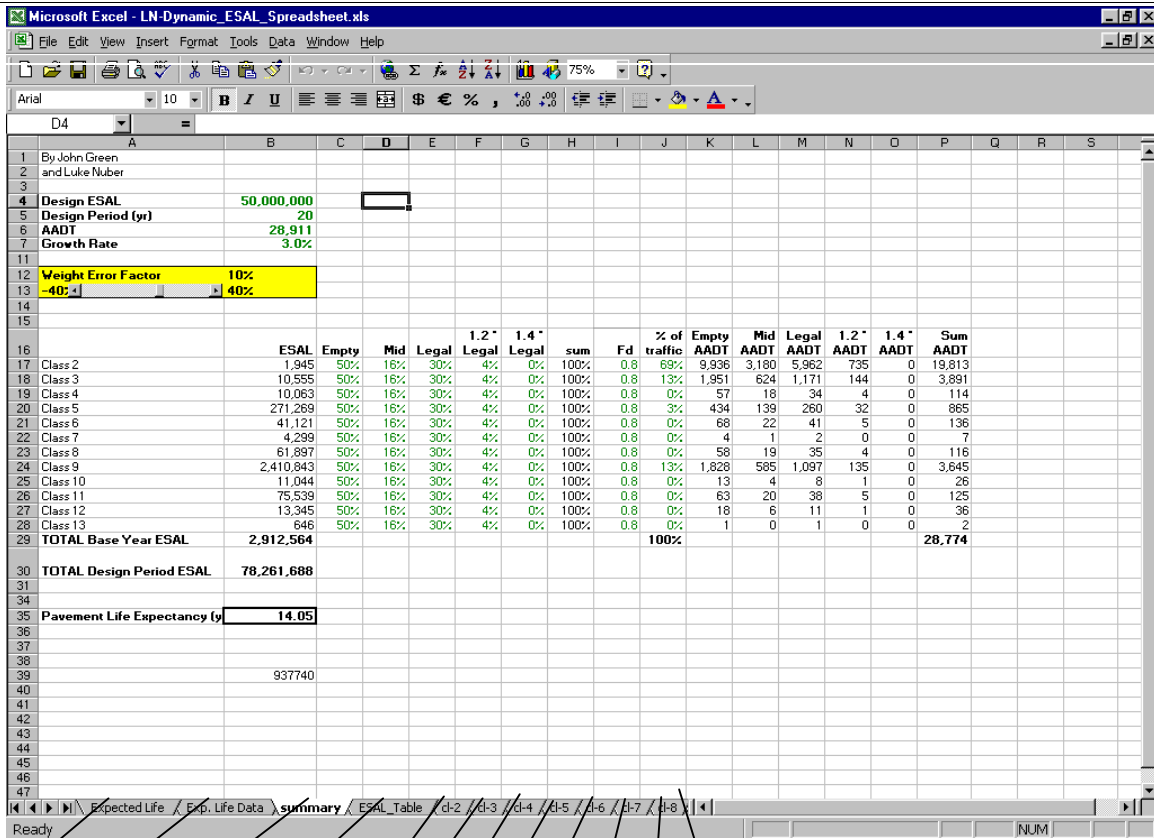 Microsoft Excel - LN-Dynamic_ESAL_Spreadsheet.xls
File Edit View Insert Format Tools Data Window Help
75%
Arial 10 B I U $ € % ,
D4 =
A B C D E F G H I J K L M N O P Q R S
1 By John Green
2 and Luke Nuber
3
4 Design ESAL 50,000,000
5 Design Period (yr) 20
6 AADT 28,911
7 Growth Rate 3.0%
11
12 Weight Error Factor 10%
13 -40% 40%
14
15
16 ESAL Empty Mid Legal 1.2 * Legal 1.4 * Legal sum Fd % of traffic Empty AADT Mid AADT Legal AADT 1.2 * AADT 1.4 * AADT Sum AADT
17 Class 2 1,945 50% 16% 30% 4% 0% 100% 0.8 69% 9,936 3,180 5,962 735 0 19,813
18 Class 3 10,555 50% 16% 30% 4% 0% 100% 0.8 13% 1,951 624 1,171 144 0 3,891
19 Class 4 10,063 50% 16% 30% 4% 0% 100% 0.8 0% 57 18 34 4 0 114
20 Class 5 271,269 50% 16% 30% 4% 0% 100% 0.8 3% 434 139 260 32 0 865
21 Class 6 41,121 50% 16% 30% 4% 0% 100% 0.8 0% 68 22 41 5 0 136
22 Class 7 4,299 50% 16% 30% 4% 0% 100% 0.8 0% 4 1 2 0 0 7
23 Class 8 61,897 50% 16% 30% 4% 0% 100% 0.8 0% 58 19 35 4 0 116
24 Class 9 2,410,843 50% 16% 30% 4% 0% 100% 0.8 13% 1,828 585 1,097 135 0 3,645
25 Class 10 11,044 50% 16% 30% 4% 0% 100% 0.8 0% 13 4 8 1 0 26
26 Class 11 75,539 50% 16% 30% 4% 0% 100% 0.8 0% 63 20 38 5 0 125
27 Class 12 13,345 50% 16% 30% 4% 0% 100% 0.8 0% 18 6 11 1 0 36
28 Class 13 646 50% 16% 30% 4% 0% 100% 0.8 0% 1 0 1 0 0 2
29 TOTAL Base Year ESAL 2,912,564 100% 28,774
30 TOTAL Design Period ESAL 78,261,688
31
34
35 Pavement Life Expectancy (y 14.05
36
37
38
39 937740
40
41
42
43
44
45
46
47
Expected Life Exp. Life Data summary ESAL_Table cl-2 cl-3 cl-4 cl-5 cl-6 cl-7 cl-8
Ready NUM